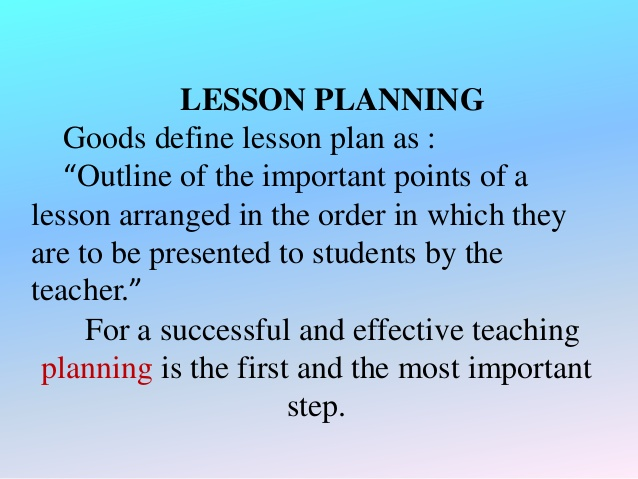 LESSON PLANNING
Goods define lesson plan as :
“Outline of the important points of a
lesson arranged in the order in which they
are to be presented to students by the
teacher.”
For a successful and effective teaching
planning is the first and the most important
step.